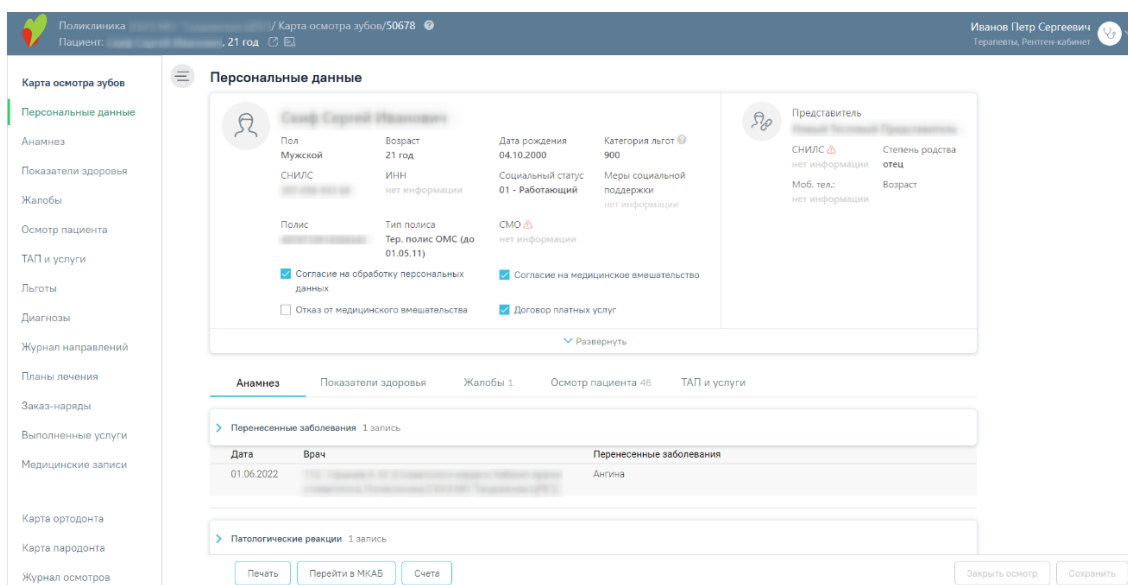 Поликлиника / Карта осмотра зубов/50678
Пациент: , 21 год
Иванов Петр Сергеевич
Терапевты, Рентген-кабинет
Карта осмотра зубов
Персональные данные
Анамнез
Показатели здоровья
Жалобы
Осмотр пациента
ТАП и услуги
Льготы
Диагнозы
Журнал направлений
Планы лечения
Заказ-наряды
Выполненные услуги
Медицинские записи
Карта ортодонта
Карта пародонта
Журнал осмотров
Персональные данные
Пол Возраст Дата рождения Категория льгот
Мужской 21 год 04.10.2000 900
СНИЛС ИНН Социальный статус Меры социальной
нет информации 01 - Работающий поддержки
нет информации
Полис Тип полиса СМО
Тер. полис ОМС (до нет информации
01.05.11)
Согласие на обработку персональных Согласие на медицинское вмешательство
данных
Отказ от медицинского вмешательства Договор платных услуг
Представитель
СНИЛС Степень родства
нет информации отец
Моб. тел.: Возраст
нет информации
Развернуть
Анамнез Показатели здоровья Жалобы 1 Осмотр пациента 46 ТАП и услуги
Перенесенные заболевания 1 запись
Дата Врач Перенесенные заболевания
01.06.2022 Ангина
Патологические реакции 1 запись
Печать Перейти в МКАБ Счета Закрыть осмотр Сохранить